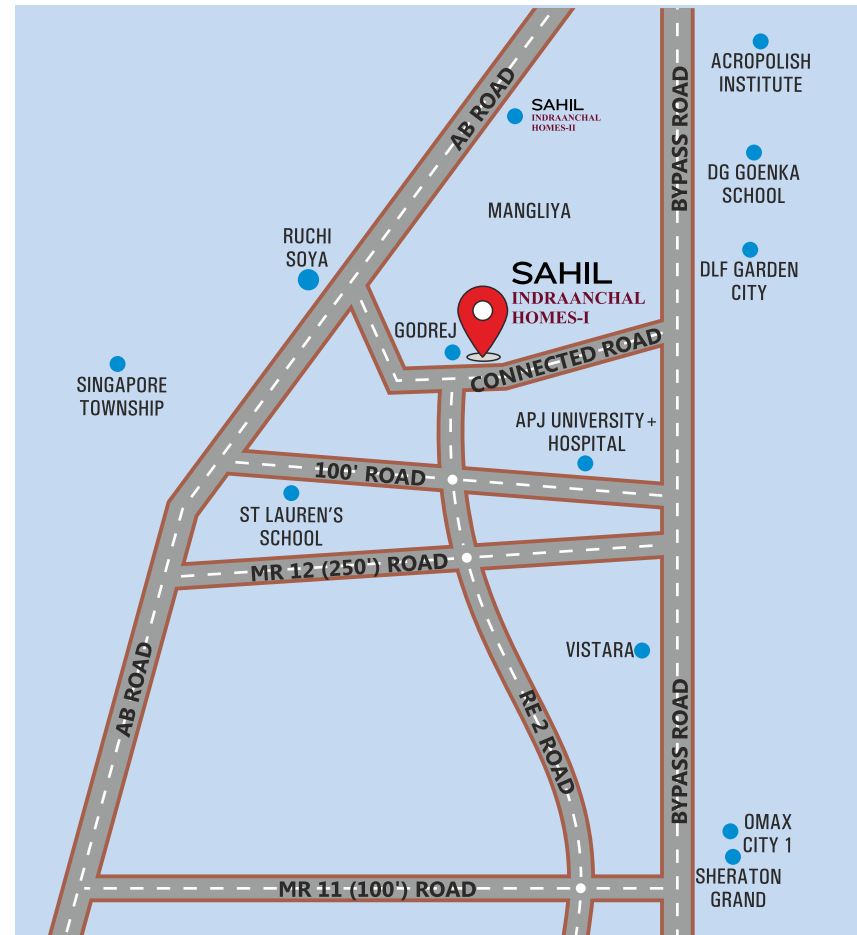 ACROPOLISH
INSTITUTE
AB ROAD
BYPASS ROAD
SAHIL
INDRAANCHAL
HOMES-II
DG GOENKA
SCHOOL
MANGLIYA
RUCHI
SOYA
DLF GARDEN
CITY
SAHIL
INDRAANCHAL
HOMES-I
GODREJ
CONNECTED ROAD
SINGAPORE
TOWNSHIP
APJ UNIVERSITY+
HOSPITAL
100' ROAD
ST LAUREN'S
SCHOOL
MR 12 (250') ROAD
VISTARA
AB ROAD
RE 2 ROAD
BYPASS ROAD
OMAX
CITY 1
SHERATON
GRAND
MR 11 (100') ROAD